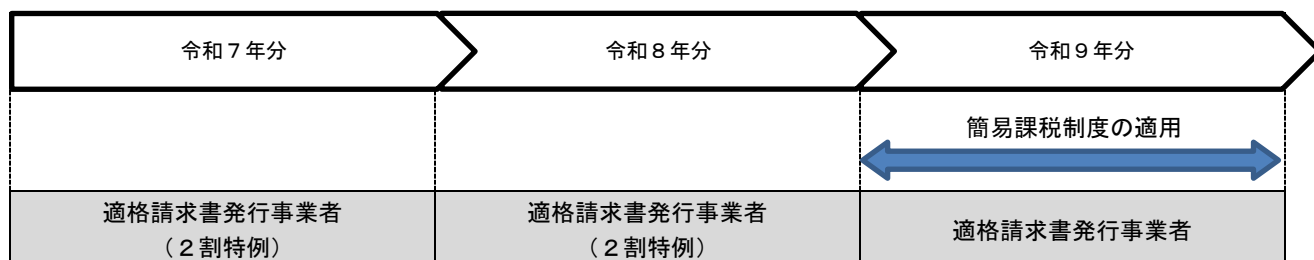 令和７年分
令和８年分
令和９年分
簡易課税制度の適用
適格請求書発行事業者
（２割特例）
適格請求書発行事業者
（２割特例）
適格請求書発行事業者